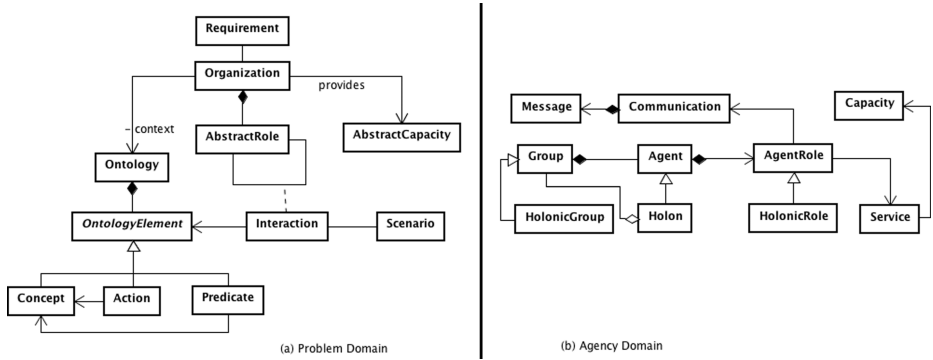 Requirement
Organization
provides
AbstractRole
AbstractCapacity
- context
Ontology
OntologyElement
Interaction
Scenario
Concept
Action
Predicate
(a) Problem Domain
Message
Communication
Capacity
Group
Agent
AgentRole
HolonicGroup
Holon
HolonicRole
Service
(b) Agency Domain